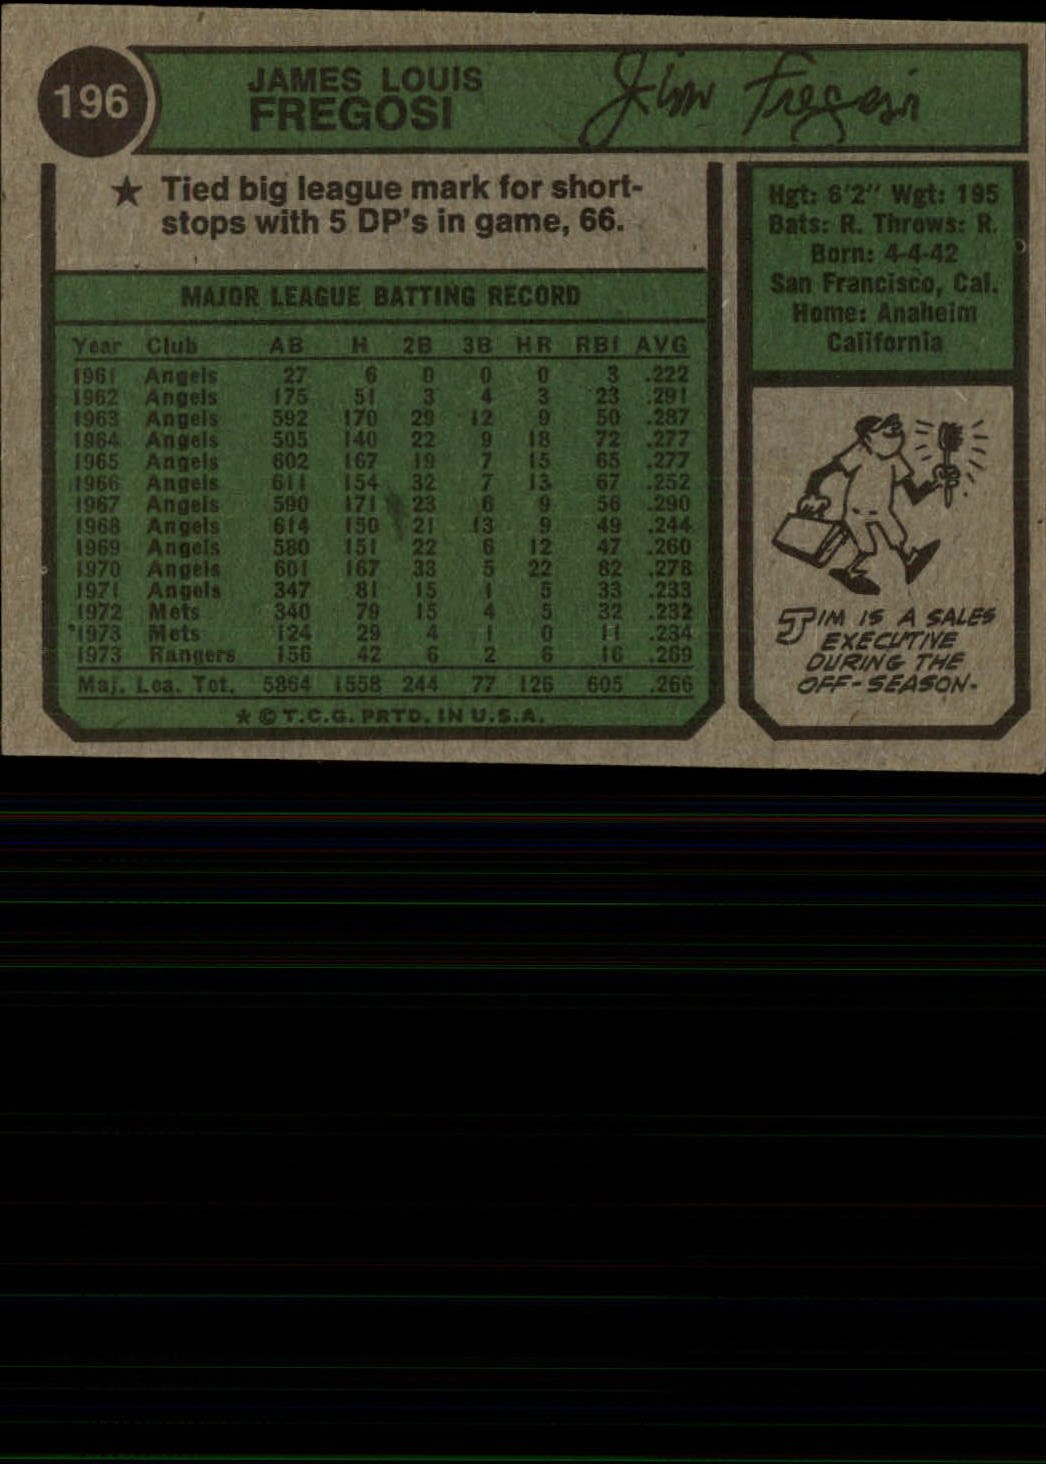 196
JAMES LOUIS
FREGOSI
Jim Fregosi
★ Tied big league mark for short-
stops with 5 DP's in game, 66.
Hgt: 6'2" Wgt: 195
Bats: R. Throws: R.
Born: 4-4-42
San Francisco, Cal.
Home: Anaheim
California
MAJOR LEAGUE BATTING RECORD
Year Club AB H 2B 3B HR RBI AVG
1961 Angels 27 6 0 0 0 3 .222
1962 Angels 175 51 3 4 3 23 .291
1963 Angels 592 170 29 12 9 50 .287
1964 Angels 505 140 22 9 18 72 .277
1965 Angels 602 167 19 7 15 65 .277
1966 Angels 611 154 32 7 13 67 .252
1967 Angels 590 171 23 6 9 56 .290
1968 Angels 614 150 21 13 9 49 .244
1969 Angels 580 151 22 6 12 47 .260
1970 Angels 601 167 33 5 22 82 .278
1971 Angels 347 81 15 1 5 33 .233
1972 Mets 340 79 15 4 5 32 .232
1973 Mets 124 29 4 1 0 11 .234
1973 Rangers 156 42 6 2 6 16 .269
Maj. Lea. Tot. 5864 1558 244 77 126 605 .266
★ © T.C.G. PRTD. IN U.S.A.
JIM IS A SALES
EXECUTIVE
DURING THE
OFF-SEASON.